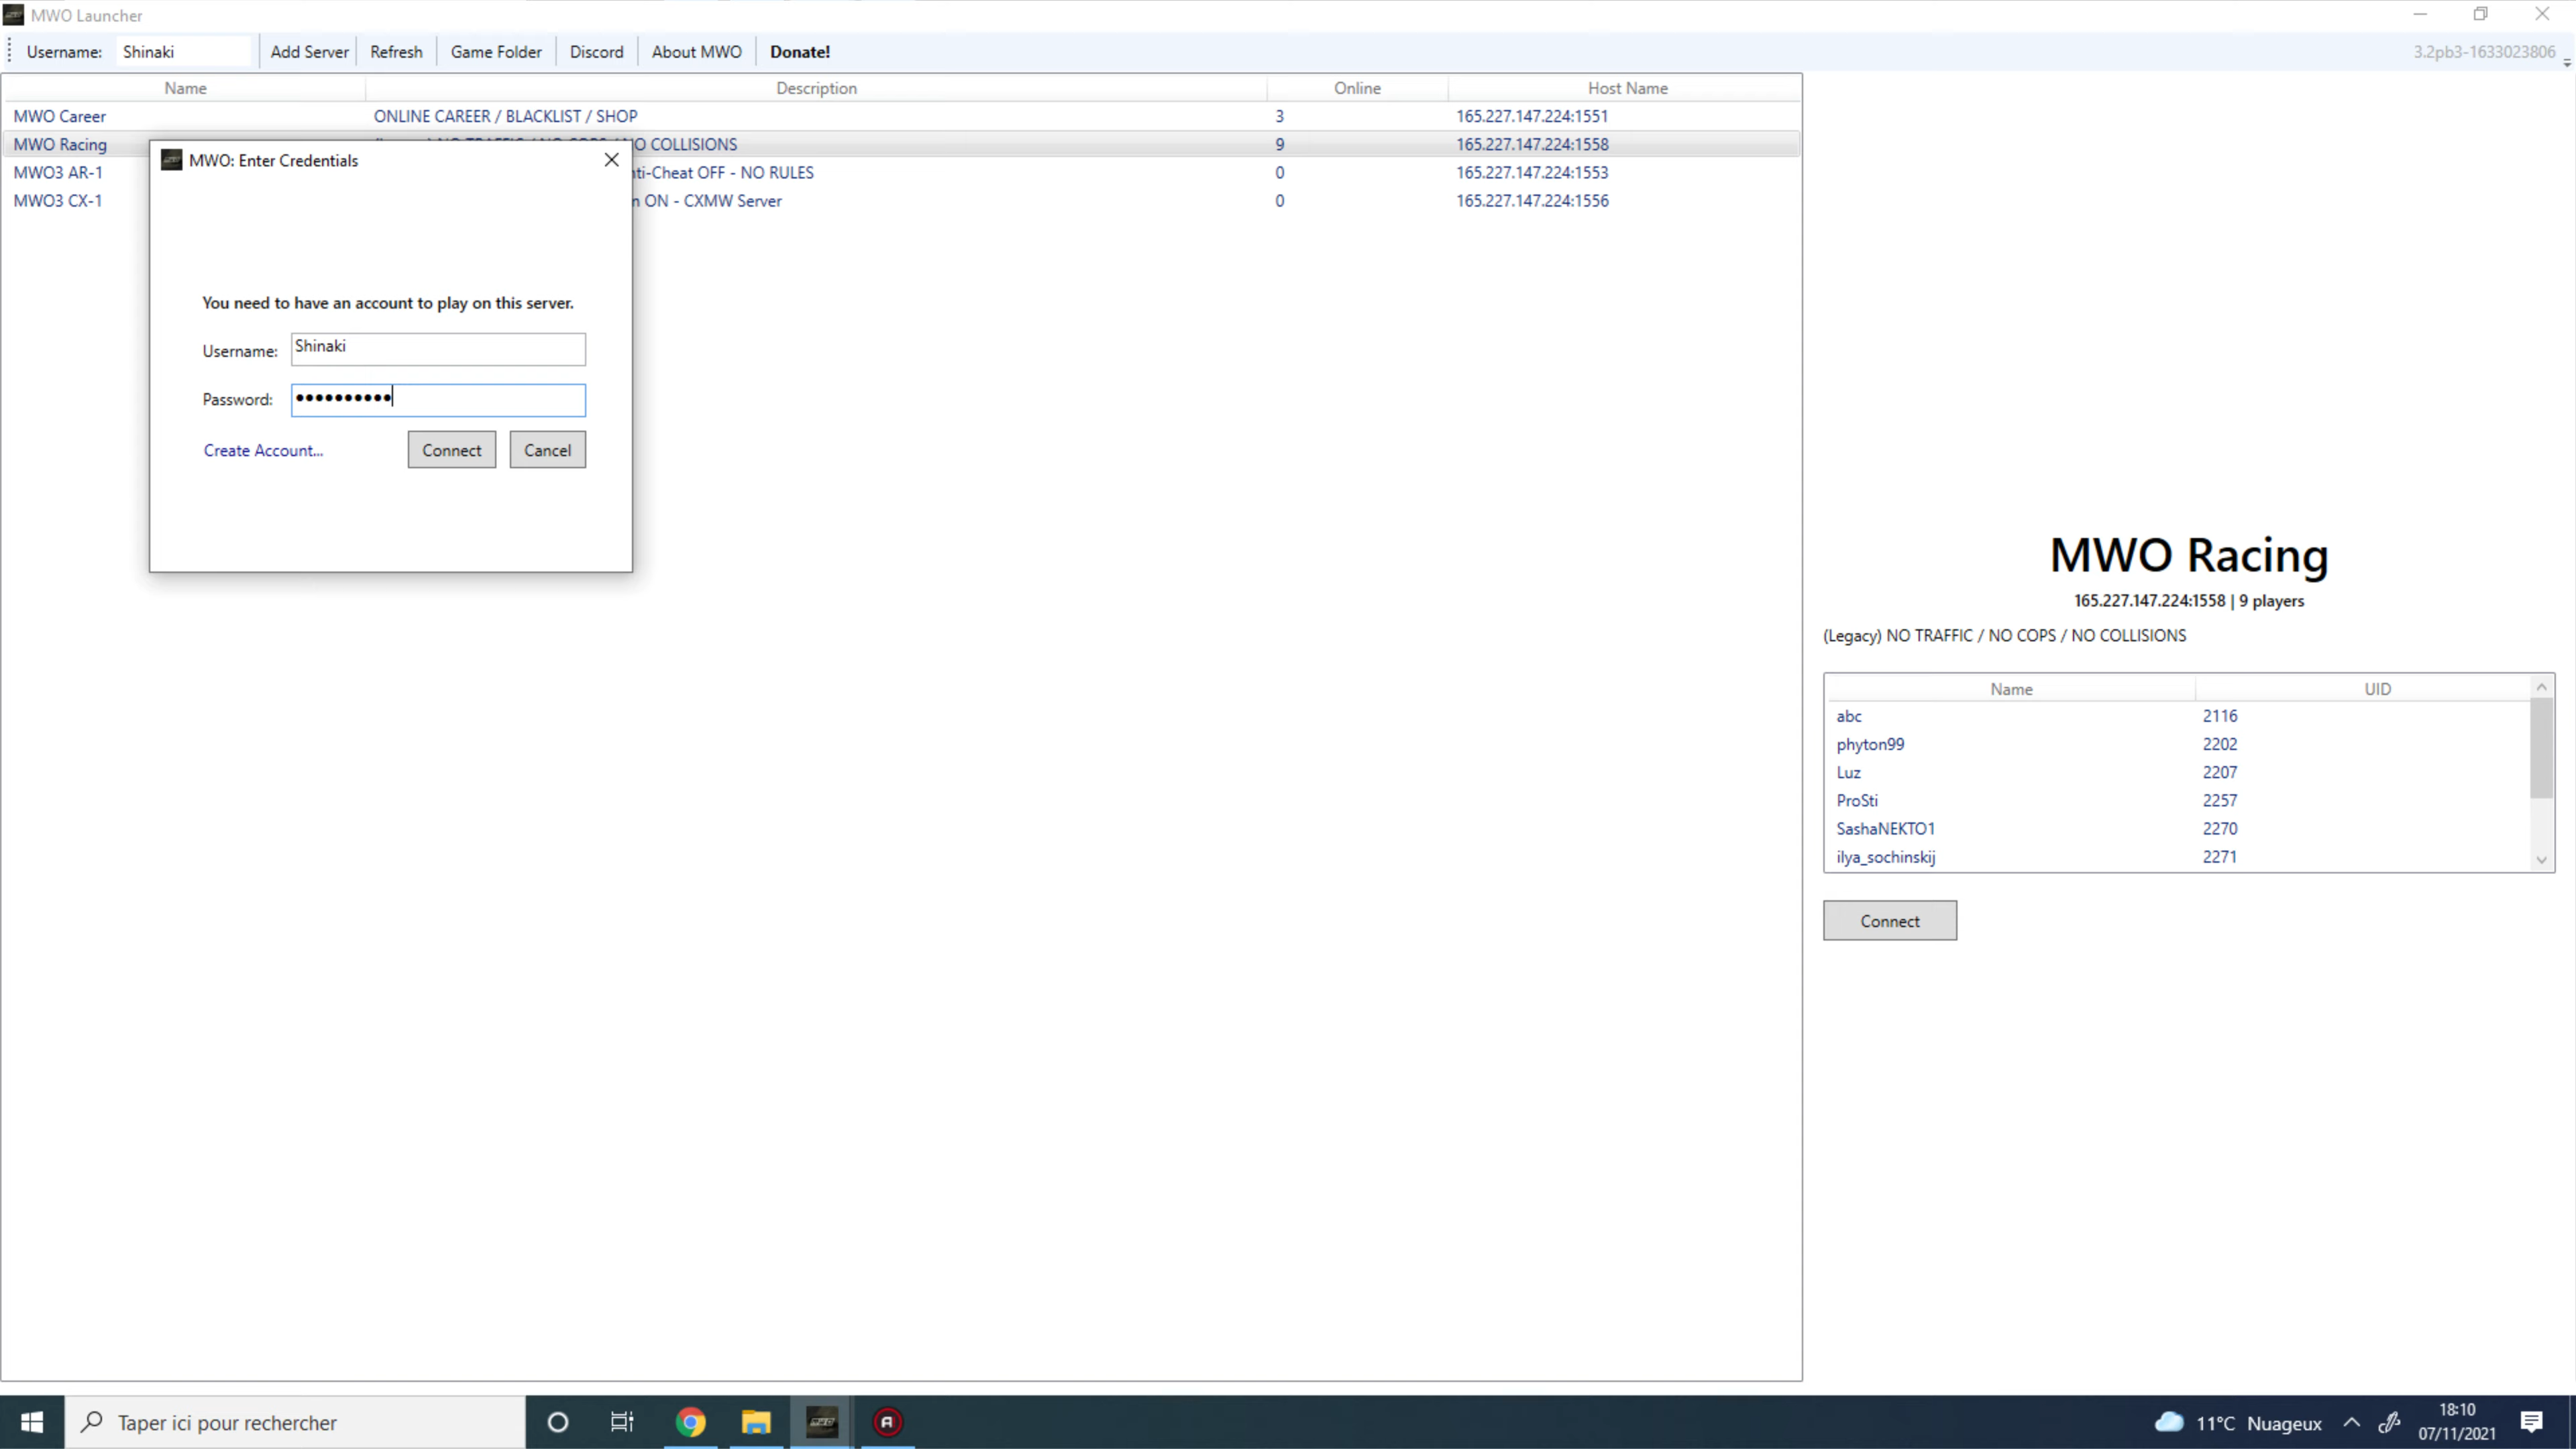 MWO Launcher
Username: Shinaki Add Server Refresh Game Folder Discord About MWO Donate! 3.2pb3-1633023806
Name Description Online Host Name
MWO Career ONLINE CAREER / BLACKLIST / SHOP 3 165.227.147.224:1551
MWO Racing NO COLLISIONS 9 165.227.147.224:1558
MWO3 AR-1 nti-Cheat OFF - NO RULES 0 165.227.147.224:1553
MWO3 CX-1 n ON - CXMW Server 0 165.227.147.224:1556
MWO: Enter Credentials
You need to have an account to play on this server.
Username: Shinaki
Password: ••••••••••
Create Account... Connect Cancel
MWO Racing
165.227.147.224:1558 | 9 players
(Legacy) NO TRAFFIC / NO COPS / NO COLLISIONS
Name UID
abc 2116
phyton99 2202
Luz 2207
ProSti 2257
SashaNEKTO1 2270
ilya_sochinskij 2271
Connect
Taper ici pour rechercher
11°C Nuageux
18:10
07/11/2021